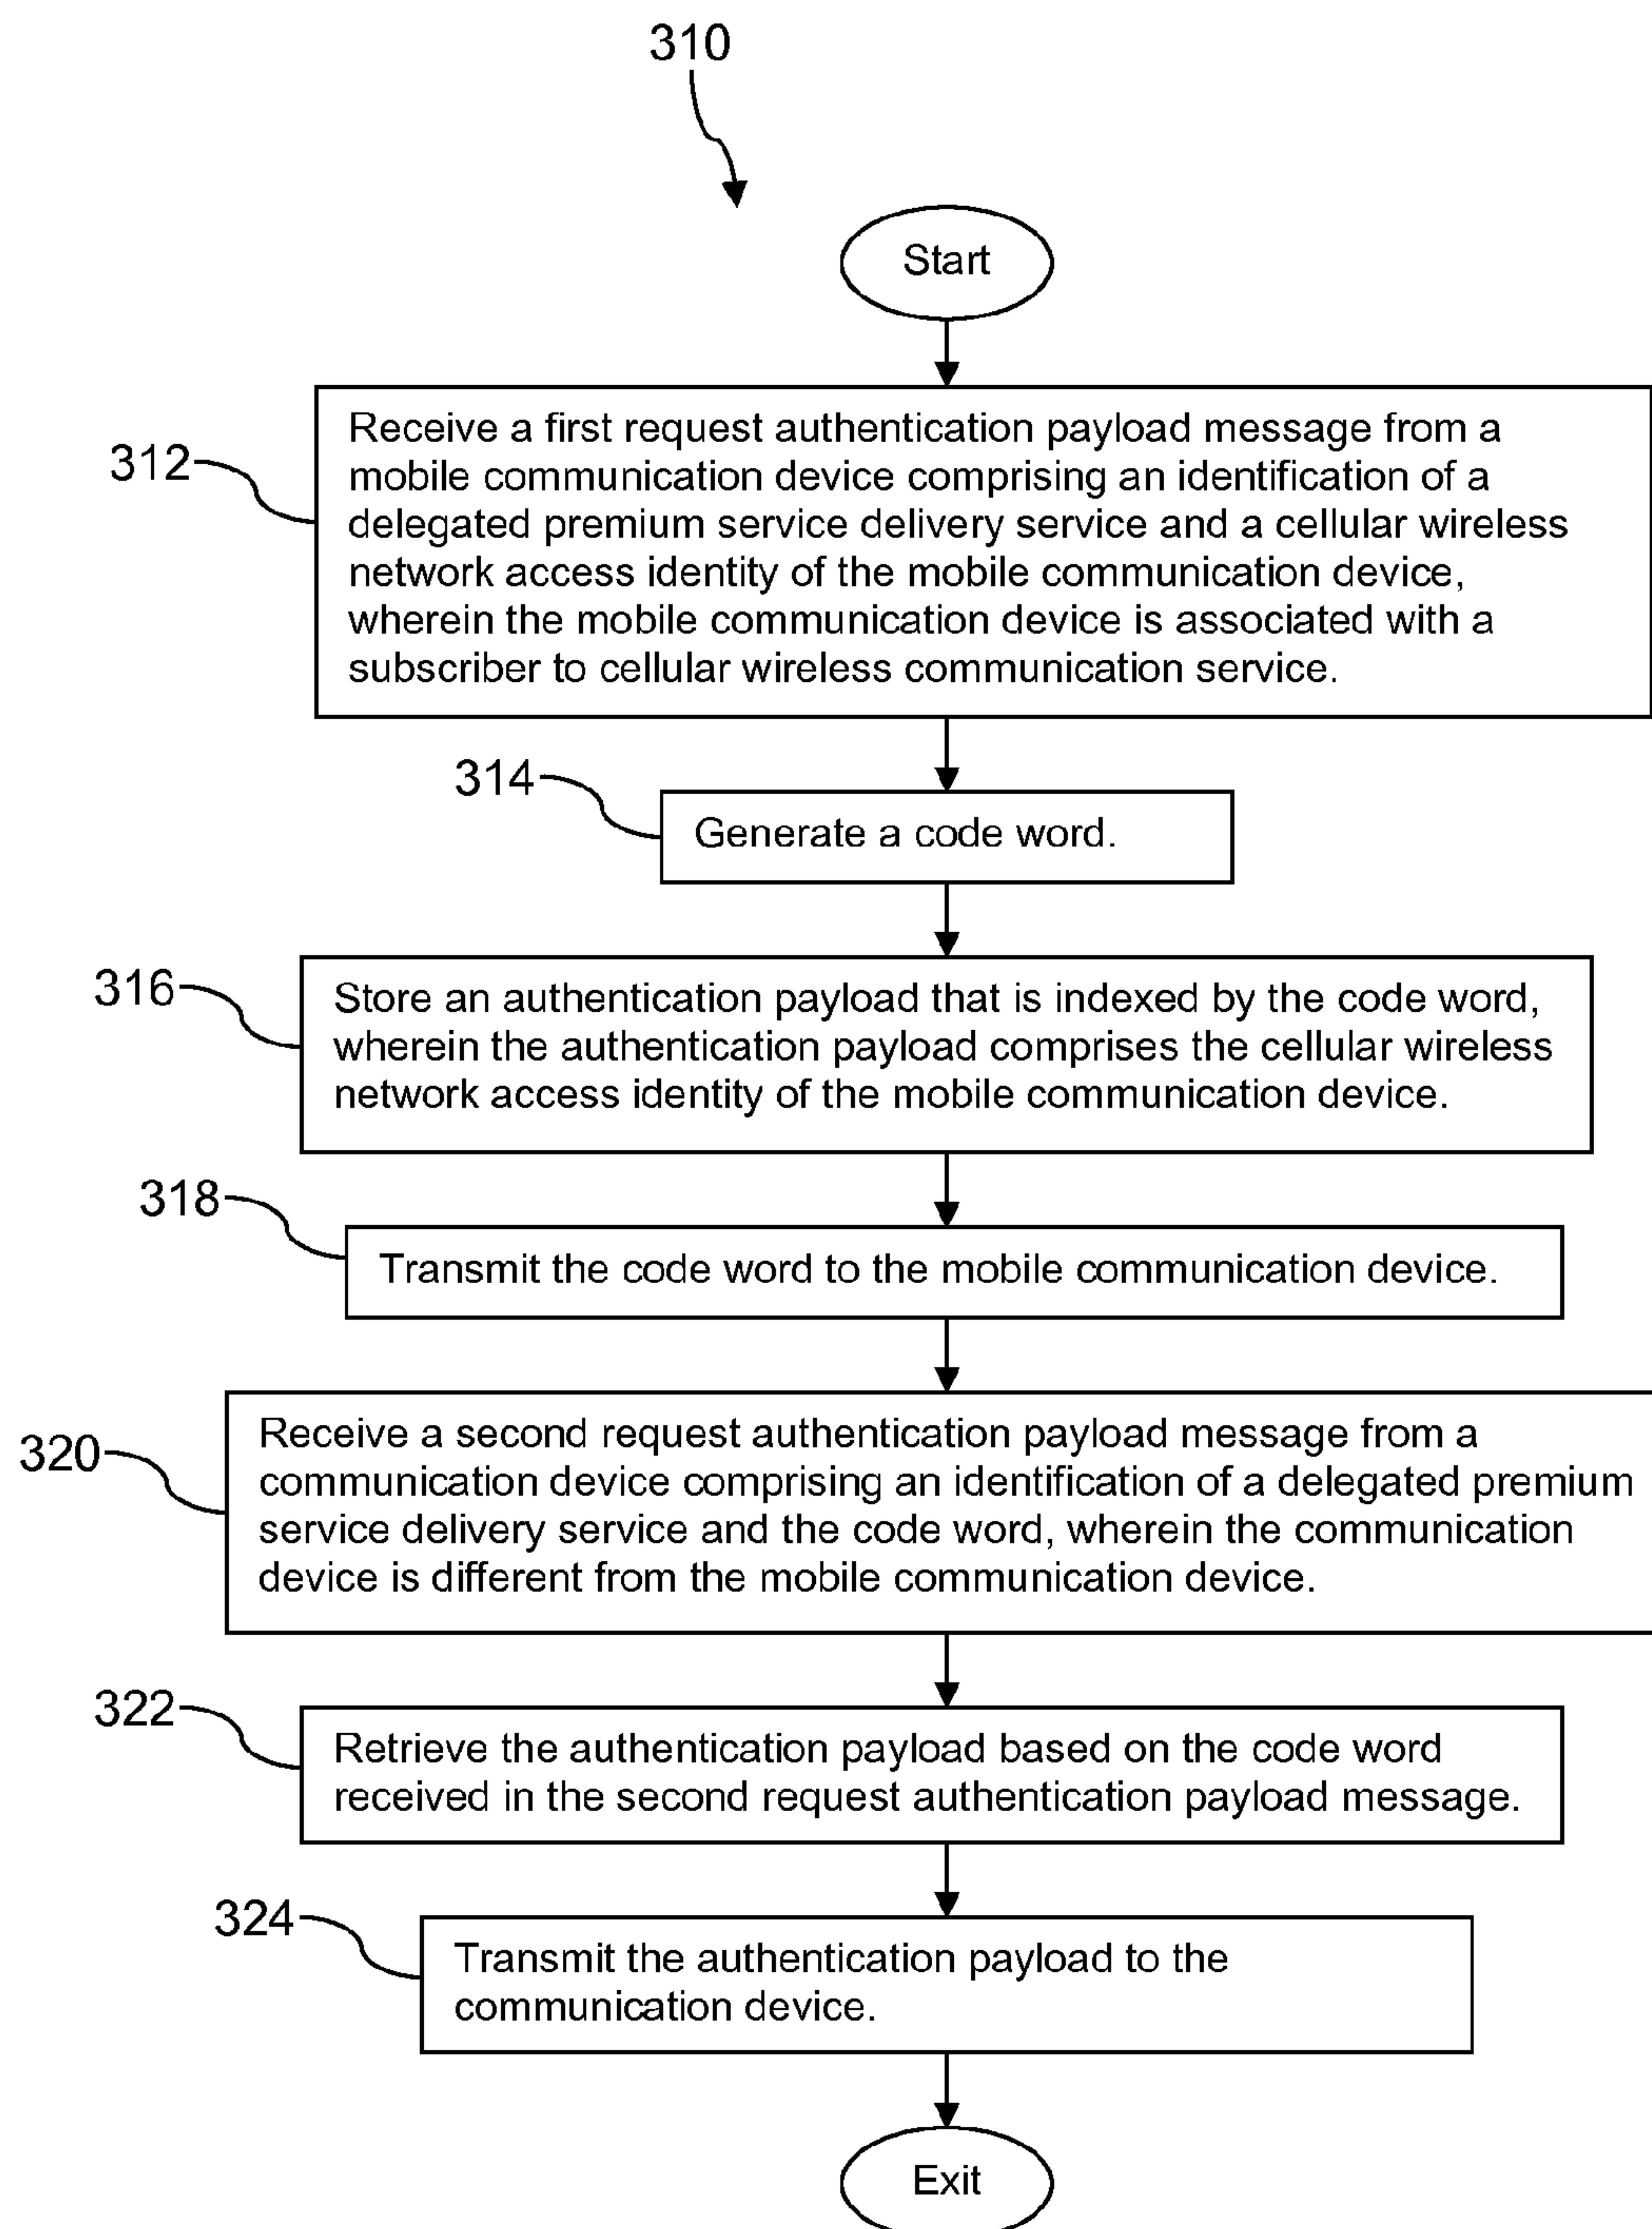 310
Start
312
Receive a first request authentication payload message from a
mobile communication device comprising an identification of a
delegated premium service delivery service and a cellular wireless
network access identity of the mobile communication device,
wherein the mobile communication device is associated with a
subscriber to cellular wireless communication service.
314
Generate a code word.
316
Store an authentication payload that is indexed by the code word,
wherein the authentication payload comprises the cellular wireless
network access identity of the mobile communication device.
318
Transmit the code word to the mobile communication device.
320
Receive a second request authentication payload message from a
communication device comprising an identification of a delegated premium
service delivery service and the code word, wherein the communication
device is different from the mobile communication device.
322
Retrieve the authentication payload based on the code word
received in the second request authentication payload message.
324
Transmit the authentication payload to the
communication device.
Exit